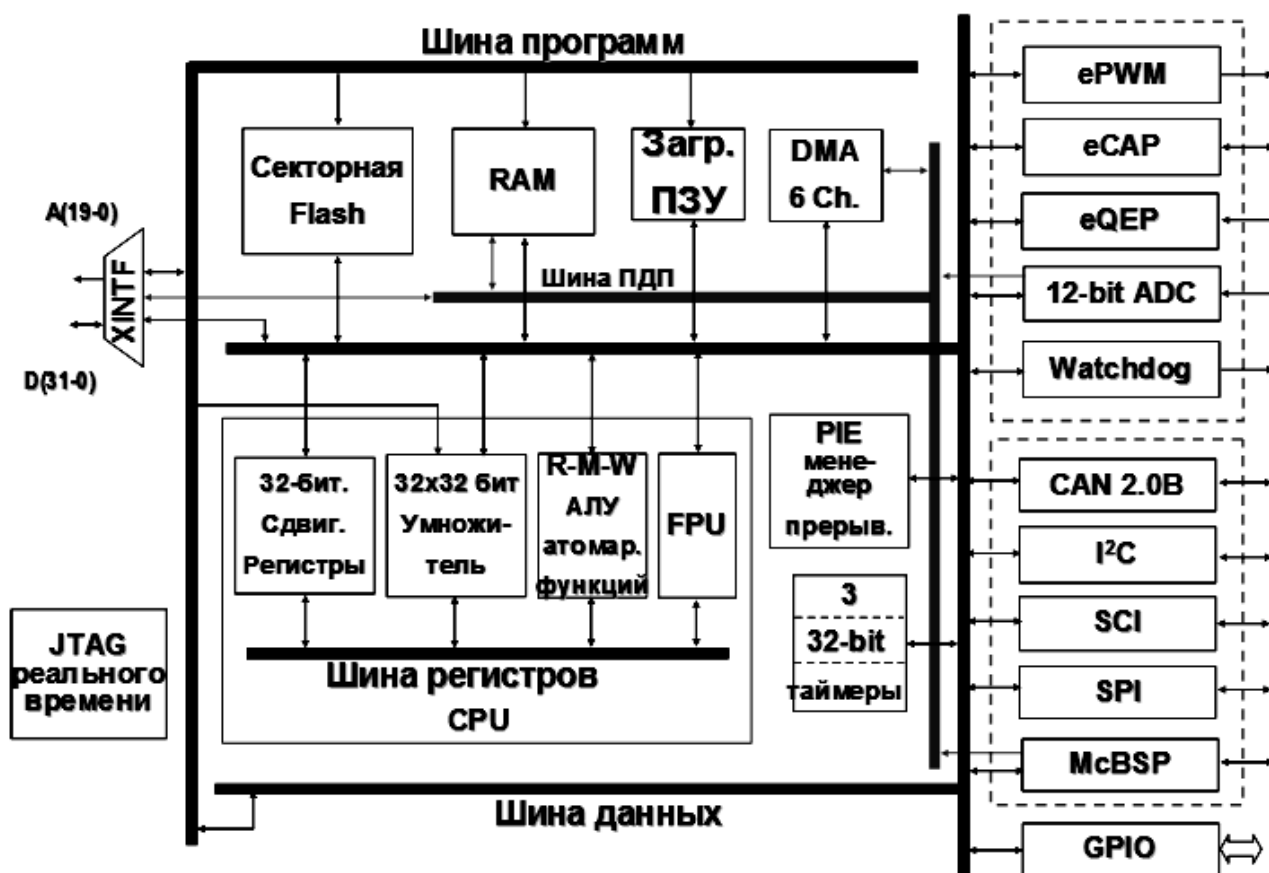 Шина программ
Секторная
Flash
RAM
Загр.
ПЗУ
DMA
6 Ch.
A(19-0)
XINTF
D(31-0)
Шина ПДП
32-бит.
Сдвиг.
Регистры
32x32 бит
Умножи-
тель
R-M-W
АЛУ
атомар.
функций
FPU
Шина регистров
CPU
PIE
мене-
джер
прерыв.
3
32-bit
таймеры
JTAG
реального
времени
Шина данных
ePWM
eCAP
eQEP
12-bit ADC
Watchdog
CAN 2.0B
I²C
SCI
SPI
McBSP
GPIO